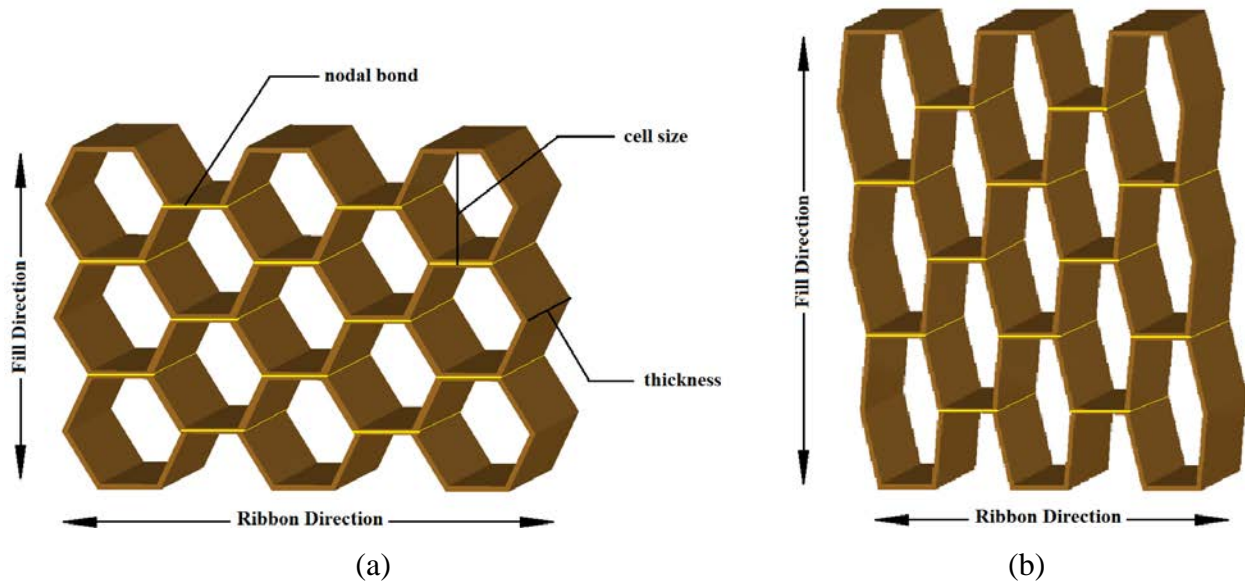 nodal bond
cell size
thickness
Fill Direction
Ribbon Direction
(a)
Fill Direction
Ribbon Direction
(b)